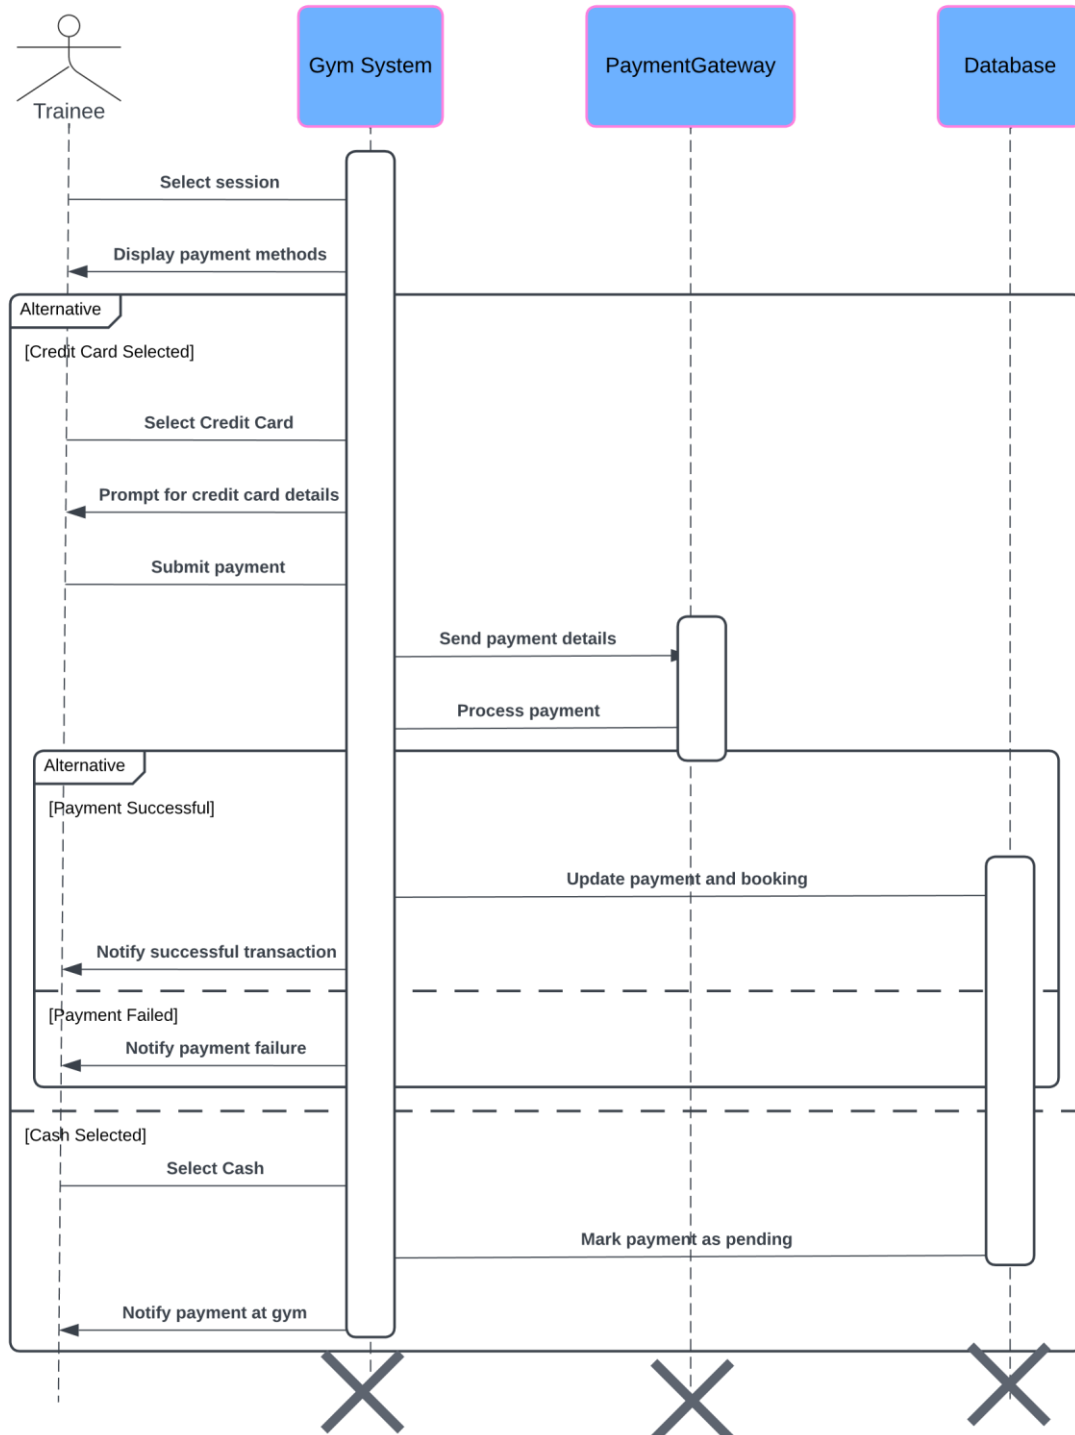 Trainee
Gym System
PaymentGateway
Database
Select session
Display payment methods
Alternative
[Credit Card Selected]
Select Credit Card
Prompt for credit card details
Submit payment
Send payment details
Process payment
Alternative
[Payment Successful]
Update payment and booking
Notify successful transaction
[Payment Failed]
Notify payment failure
[Cash Selected]
Select Cash
Mark payment as pending
Notify payment at gym